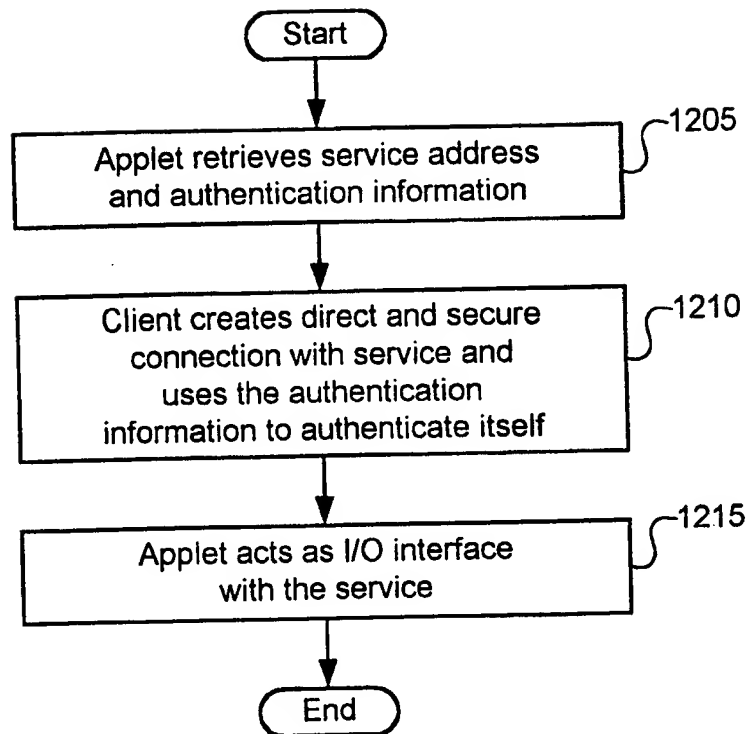 Start
1205
Applet retrieves service address
and authentication information
1210
Client creates direct and secure
connection with service and
uses the authentication
information to authenticate itself
1215
Applet acts as I/O interface
with the service
End